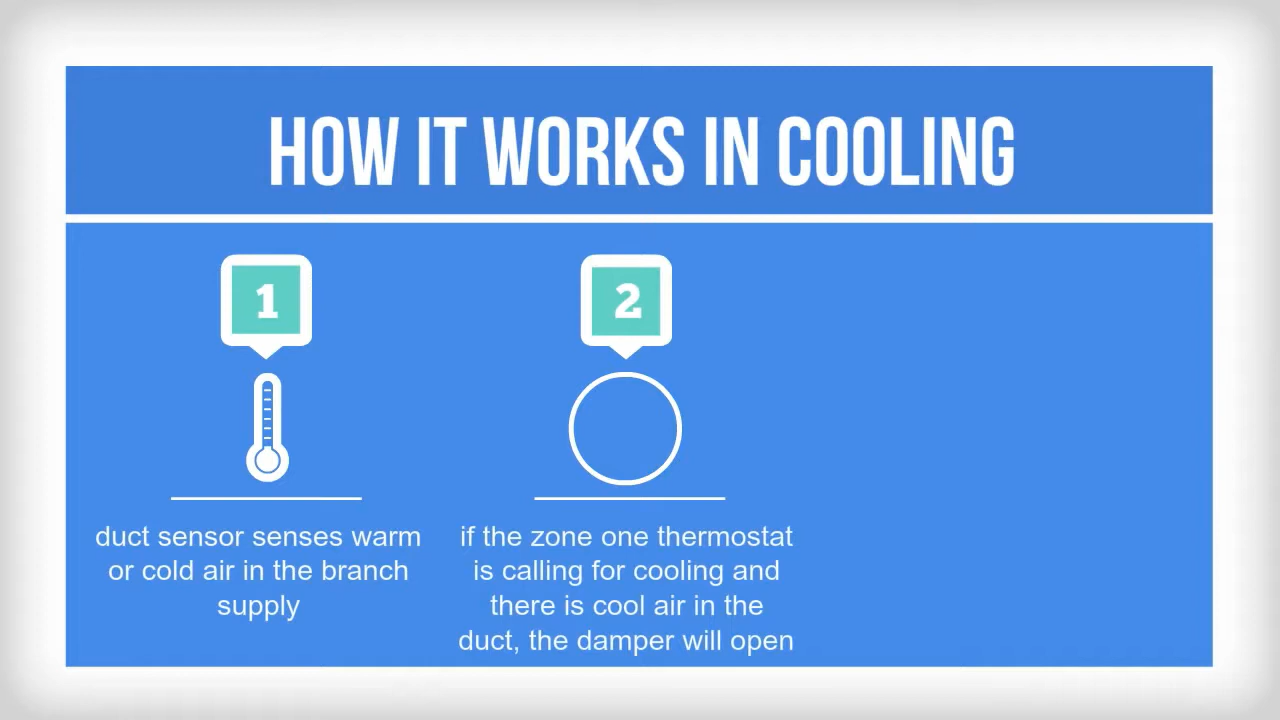 HOW IT WORKS IN COOLING
1
duct sensor senses warm
or cold air in the branch
supply
2
if the zone one thermostat
is calling for cooling and
there is cool air in the
duct, the damper will open